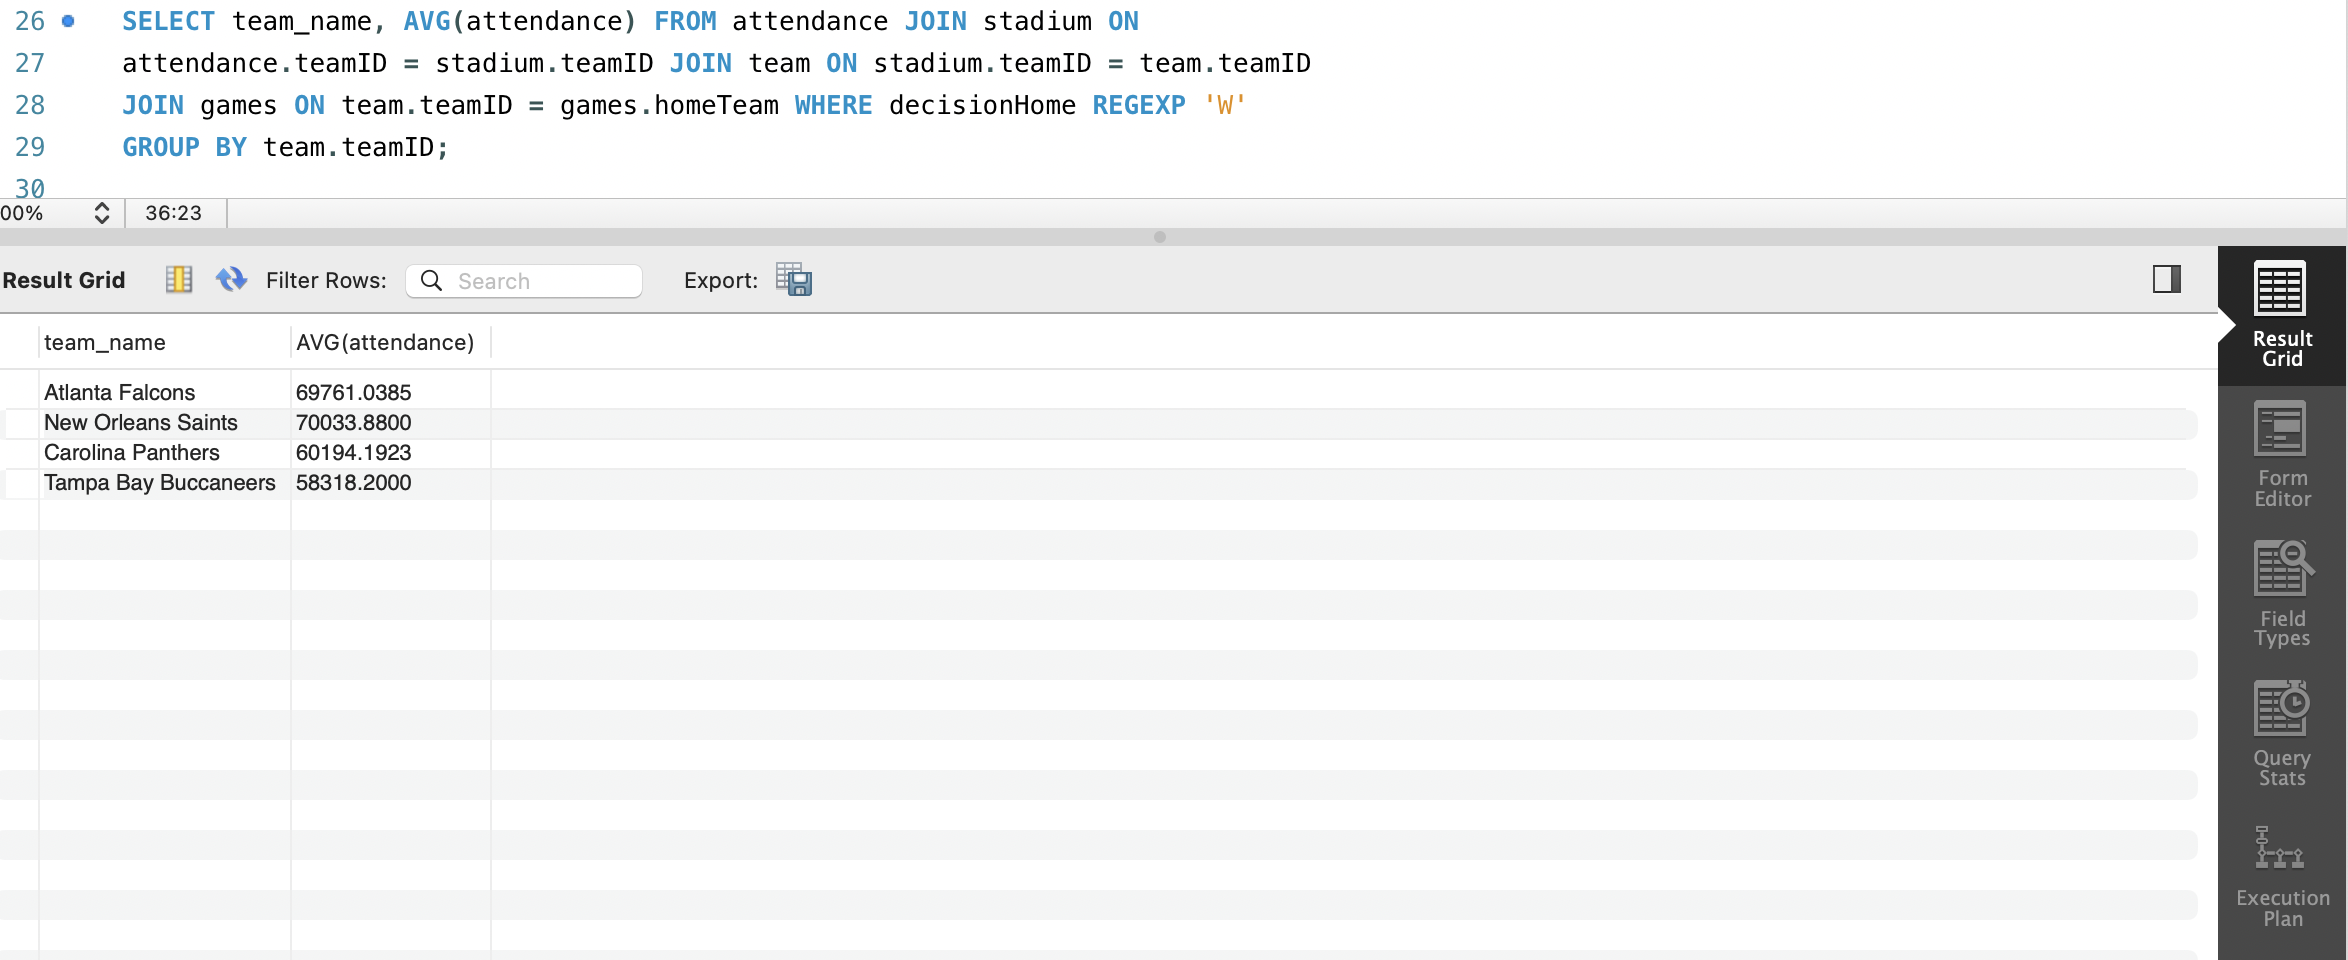 26 SELECT team_name, AVG(attendance) FROM attendance JOIN stadium ON
27 attendance.teamID = stadium.teamID JOIN team ON stadium.teamID = team.teamID
28 JOIN games ON team.teamID = games.homeTeam WHERE decisionHome REGEXP 'W'
29 GROUP BY team.teamID;
30
00% 36:23
Result Grid Filter Rows: Search Export:
team_name AVG(attendance)
Atlanta Falcons 69761.0385
New Orleans Saints 70033.8800
Carolina Panthers 60194.1923
Tampa Bay Buccaneers 58318.2000
Result
Grid
Form
Editor
Field
Types
Query
Stats
Execution
Plan